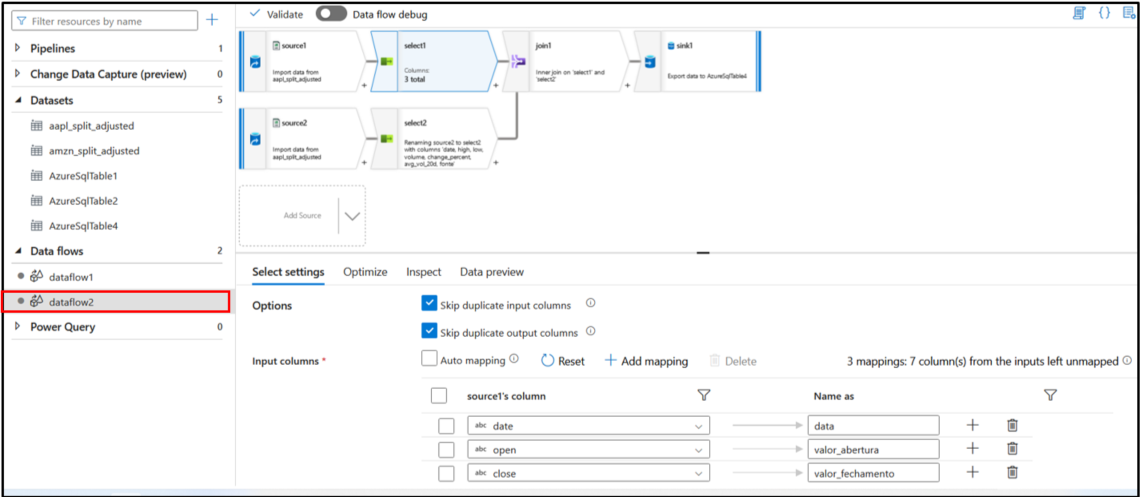 Filter resources by name
Validate
Data flow debug
Pipelines 1
Change Data Capture (preview) 0
Datasets 5
aapl_split_adjusted
amzn_split_adjusted
AzureSqlTable1
AzureSqlTable2
AzureSqlTable4
Data flows 2
dataflow1
dataflow2
Power Query 0
source1
Import data from
aapl_split_adjusted
+
select1
Columns:
3 total
+
join1
Inner join on 'select1' and
'select2'
+
sink1
Export data to AzureSqlTable4
source2
Import data from
aapl_split_adjusted
+
select2
Renaming source2 to select2
with columns 'date, high, low,
volume, change_percent,
avg_vol_20d, fonte'
+
Add Source
Select settings Optimize Inspect Data preview
Options
Skip duplicate input columns
Skip duplicate output columns
Input columns *
Auto mapping Reset + Add mapping Delete 3 mappings: 7 column(s) from the inputs left unmapped
source1's column Name as
abc date data
abc open valor_abertura
abc close valor_fechamento